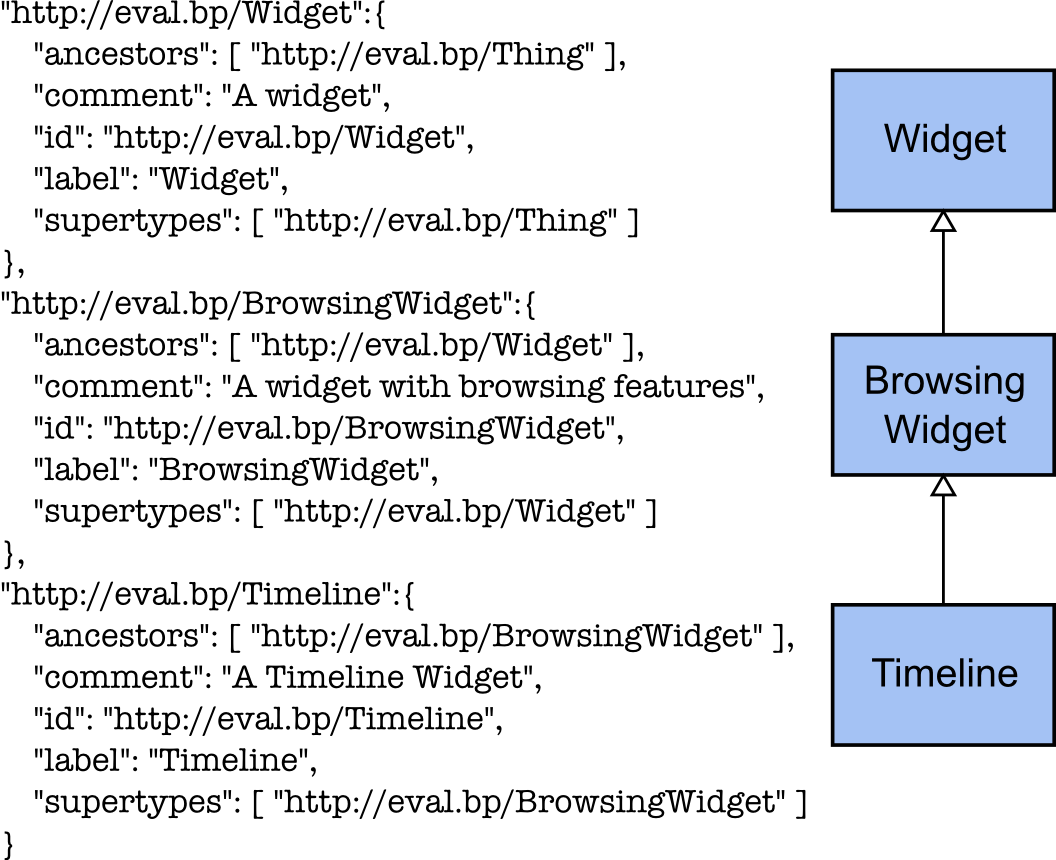 "http://eval.bp/Widget":{
"ancestors": [ "http://eval.bp/Thing" ],
"comment": "A widget",
"id": "http://eval.bp/Widget",
"label": "Widget",
"supertypes": [ "http://eval.bp/Thing" ]
},
"http://eval.bp/BrowsingWidget":{
"ancestors": [ "http://eval.bp/Widget" ],
"comment": "A widget with browsing features",
"id": "http://eval.bp/BrowsingWidget",
"label": "BrowsingWidget",
"supertypes": [ "http://eval.bp/Widget" ]
},
"http://eval.bp/Timeline":{
"ancestors": [ "http://eval.bp/BrowsingWidget" ],
"comment": "A Timeline Widget",
"id": "http://eval.bp/Timeline",
"label": "Timeline",
"supertypes": [ "http://eval.bp/BrowsingWidget" ]
}
Widget
Browsing
Widget
Timeline